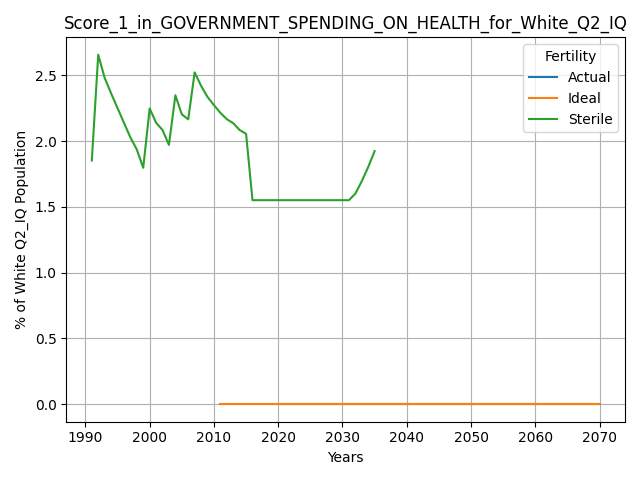 Score_1_in_GOVERNMENT_SPENDING_ON_HEALTH_for_White_Q2_IQ
Fertility
Actual
Ideal
Sterile
% of White Q2_IQ Population
2.5
2.0
1.5
1.0
0.5
0.0
1990 2000 2010 2020 2030 2040 2050 2060 2070
Years